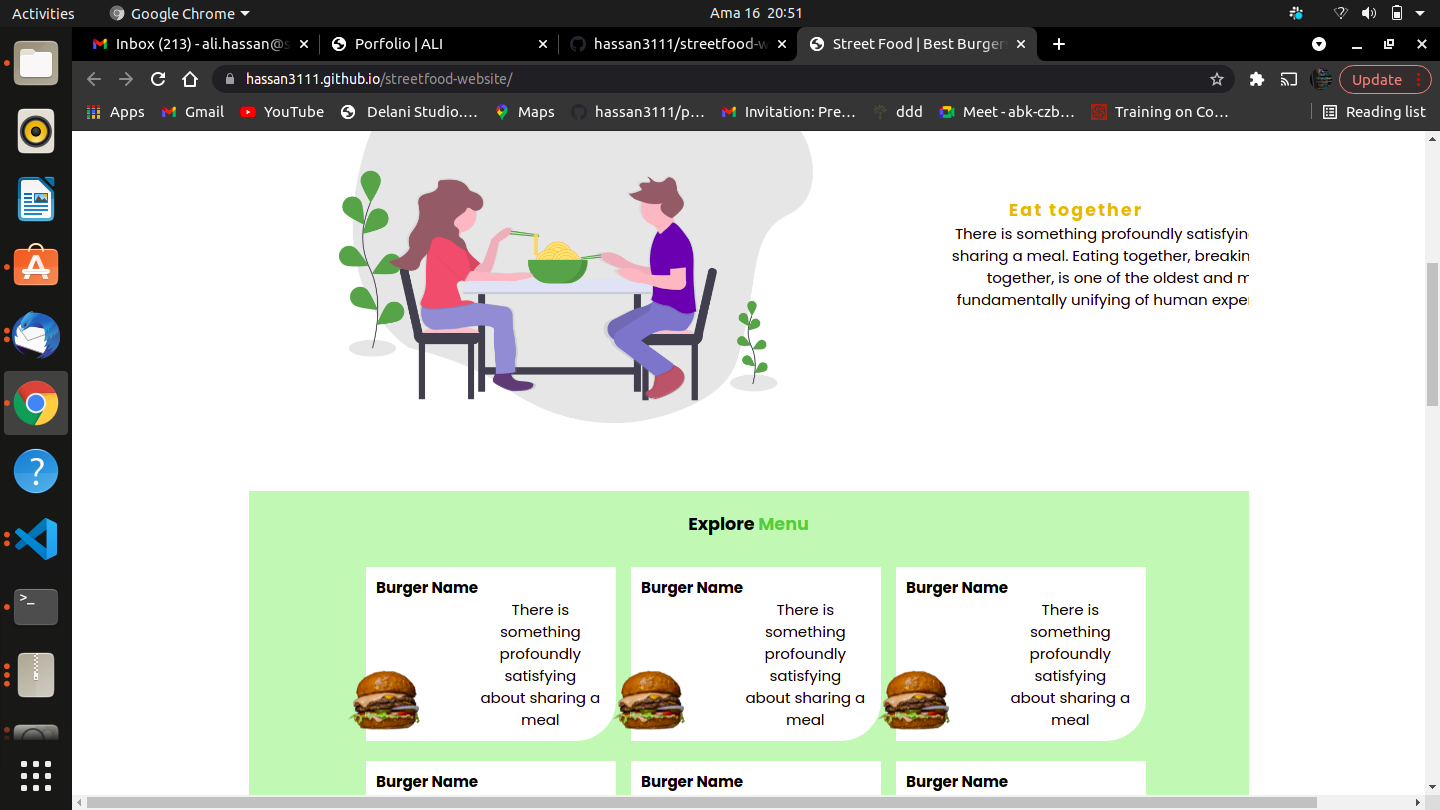 Activities Google Chrome Ama 16 20:51
Inbox (213) - ali.hassan@s Porfolio | ALI hassan3111/streetfood-w Street Food | Best Burgers
hassan3111.github.io/streetfood-website/ Update
Apps Gmail YouTube Delani Studio.... Maps hassan3111/p... Invitation: Pre... ddd Meet - abk-czb... Training on Co... Reading list
Eat together
There is something profoundly satisfyin
sharing a meal. Eating together, breakin
together, is one of the oldest and m
fundamentally unifying of human expe
Explore Menu
Burger Name Burger Name Burger Name
There is There is There is
something something something
profoundly profoundly profoundly
satisfying satisfying satisfying
about sharing a about sharing a about sharing a
meal meal meal
Burger Name Burger Name Burger Name